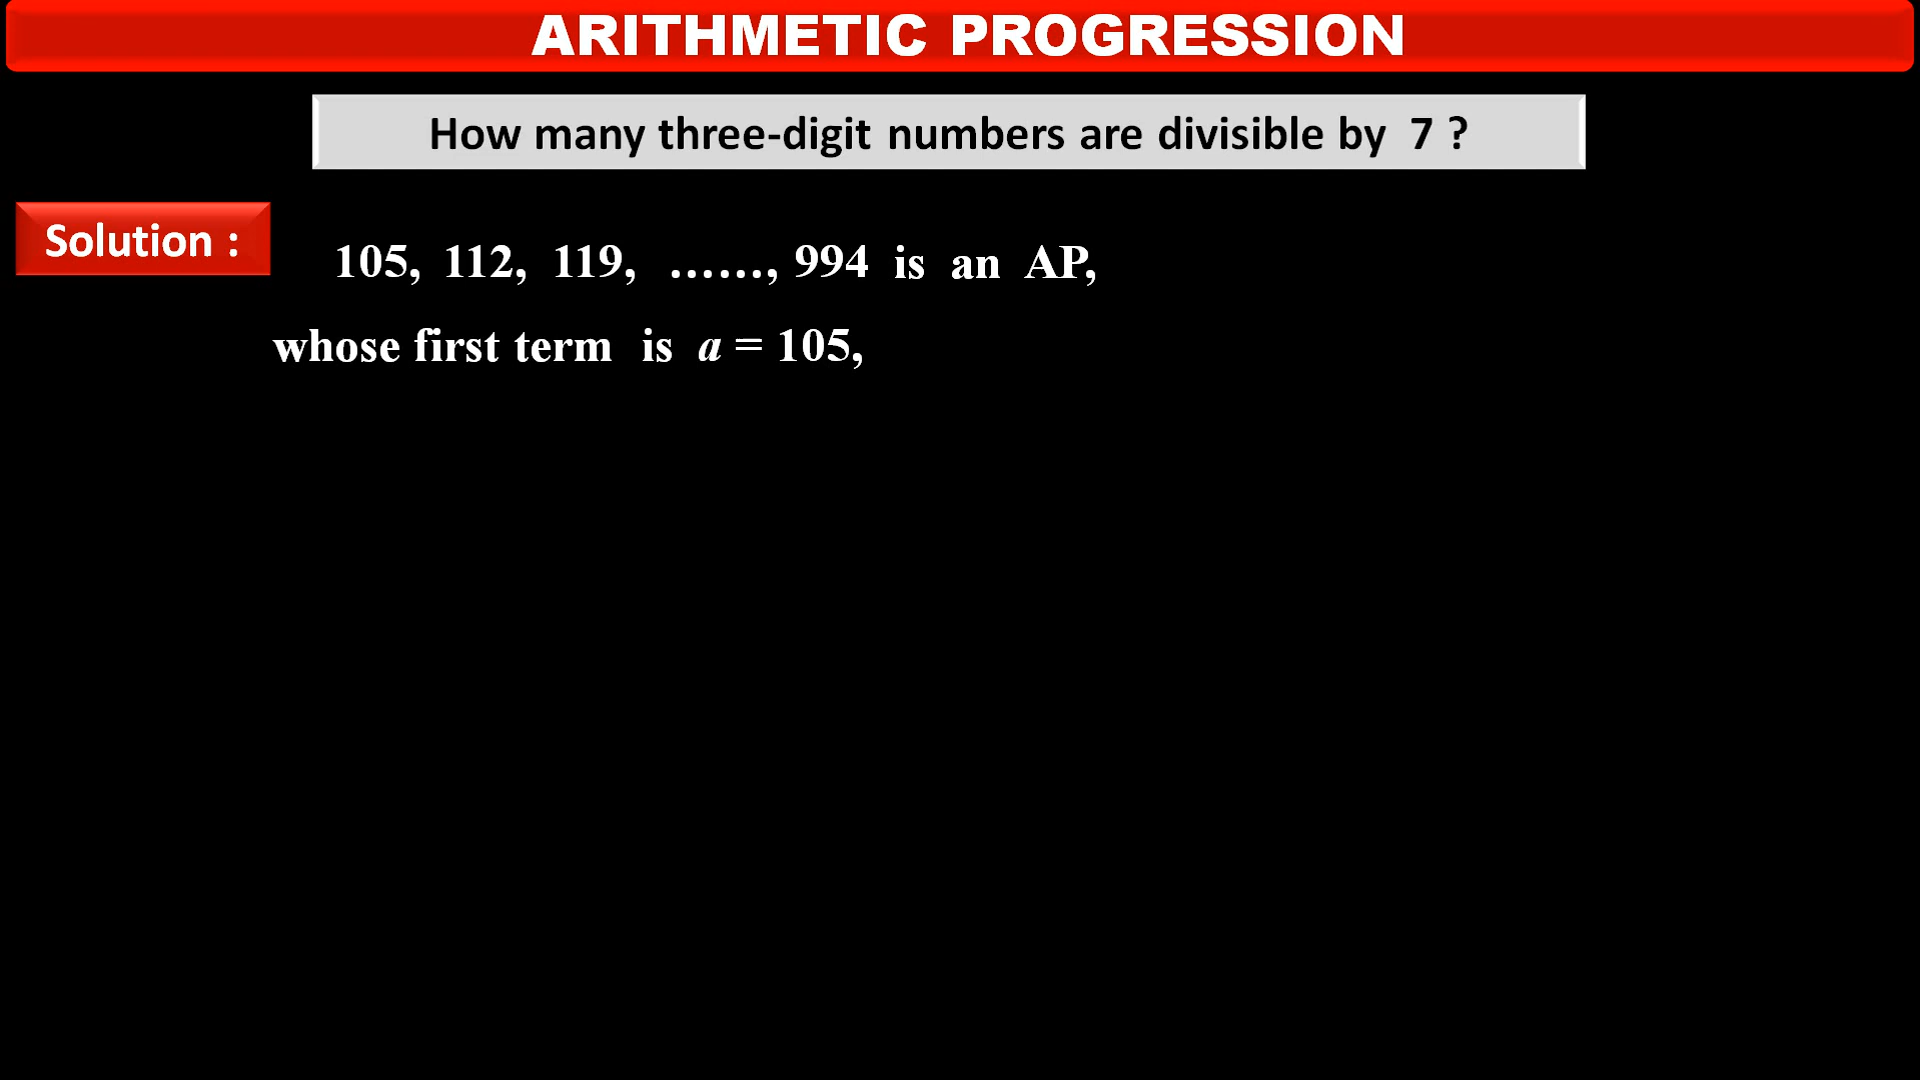 ARITHMETIC PROGRESSION
How many three-digit numbers are divisible by 7 ?
Solution :
105, 112, 119, ……, 994 is an AP,
whose first term is a = 105,